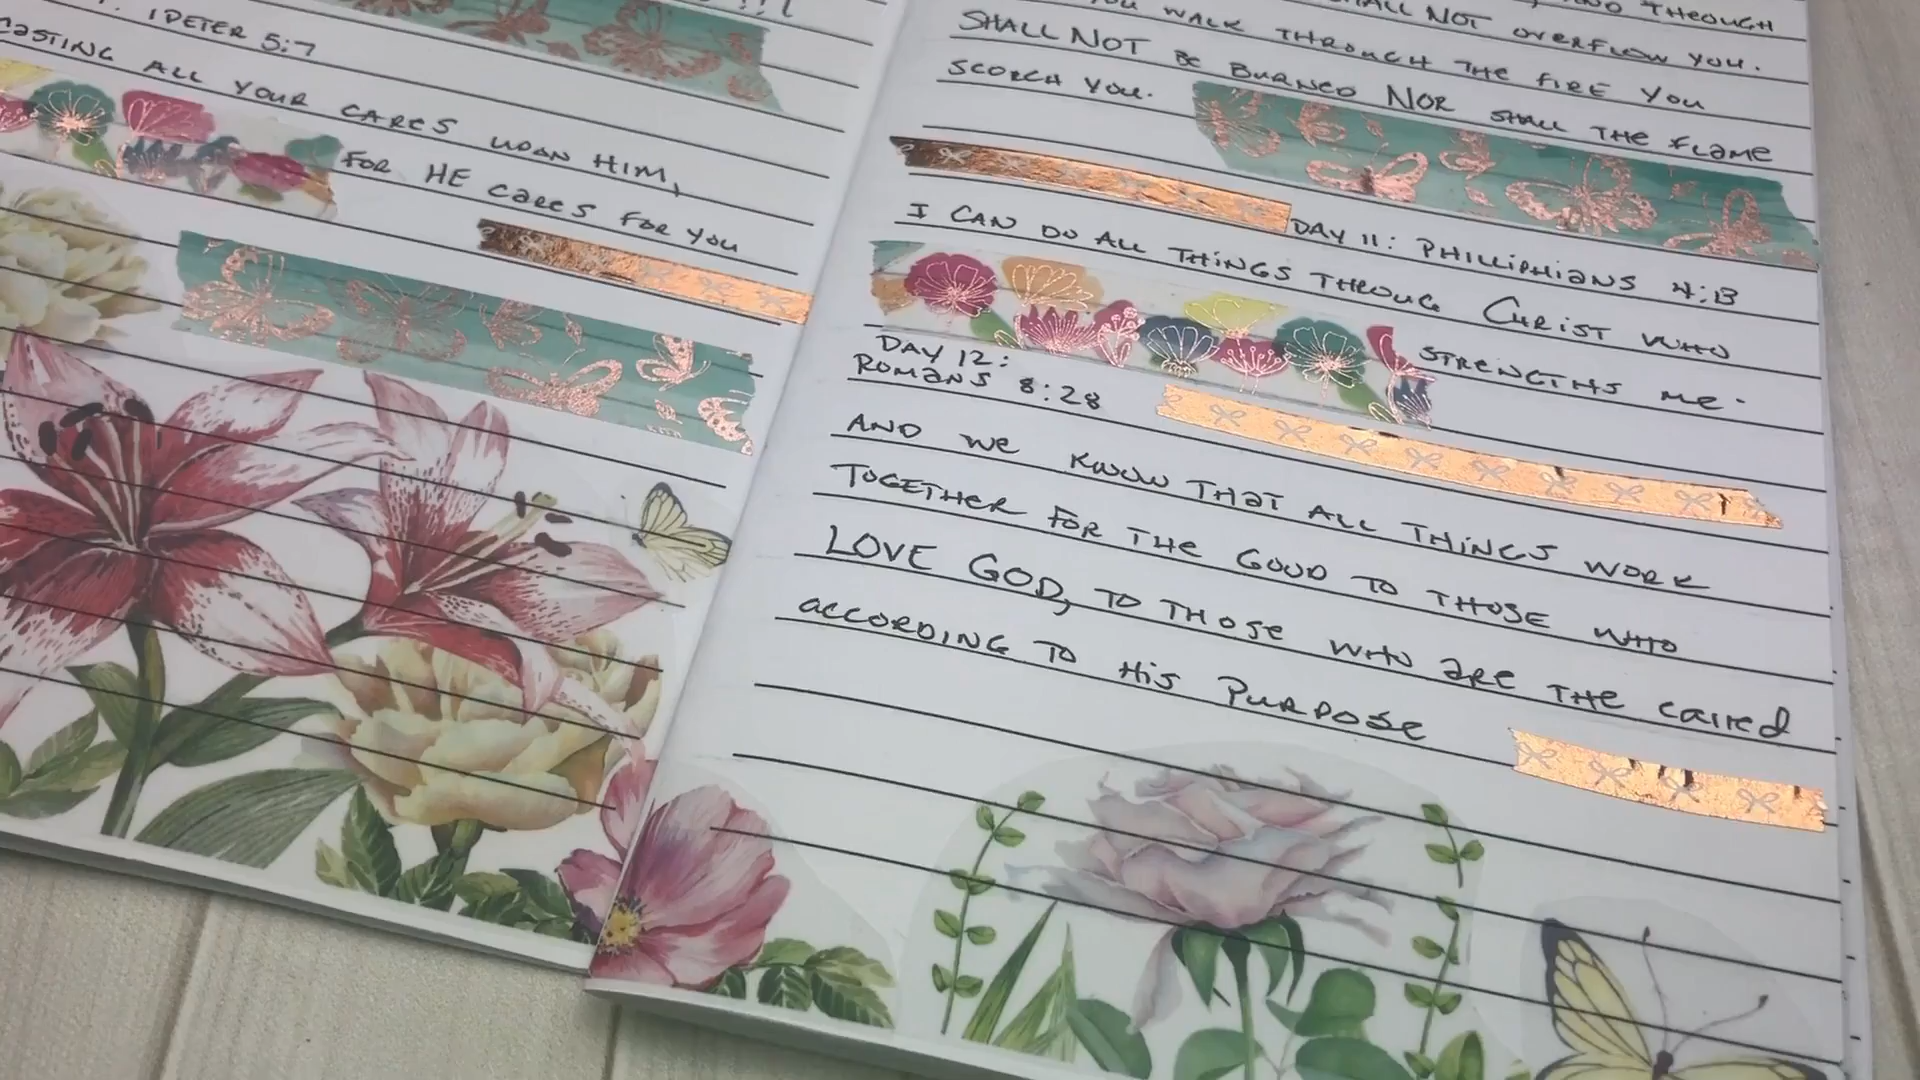 1 PETER 5:7
CASTING ALL YOUR CARES UPON HIM,
FOR HE CARES FOR YOU
THROUGH
SHALL NOT OVERFLOW YOU.
YOU WALK THROUGH THE FIRE YOU
SHALL NOT BE BURNED NOR SHALL THE FLAME
SCORCH YOU.
DAY 11: PHILLIPHIANS 4:13
I CAN DO ALL THINGS THROUG CHRIST WHO
STRENGTHS ME.
DAY 12:
ROMANS 8:28
AND WE KNOW THAT ALL THINGS WORK
TOGETHER FOR THE GOOD TO THOSE WHO
LOVE GOD, TO THOSE WHO ARE THE CALLED
ACCORDING TO HIS PURPOSE